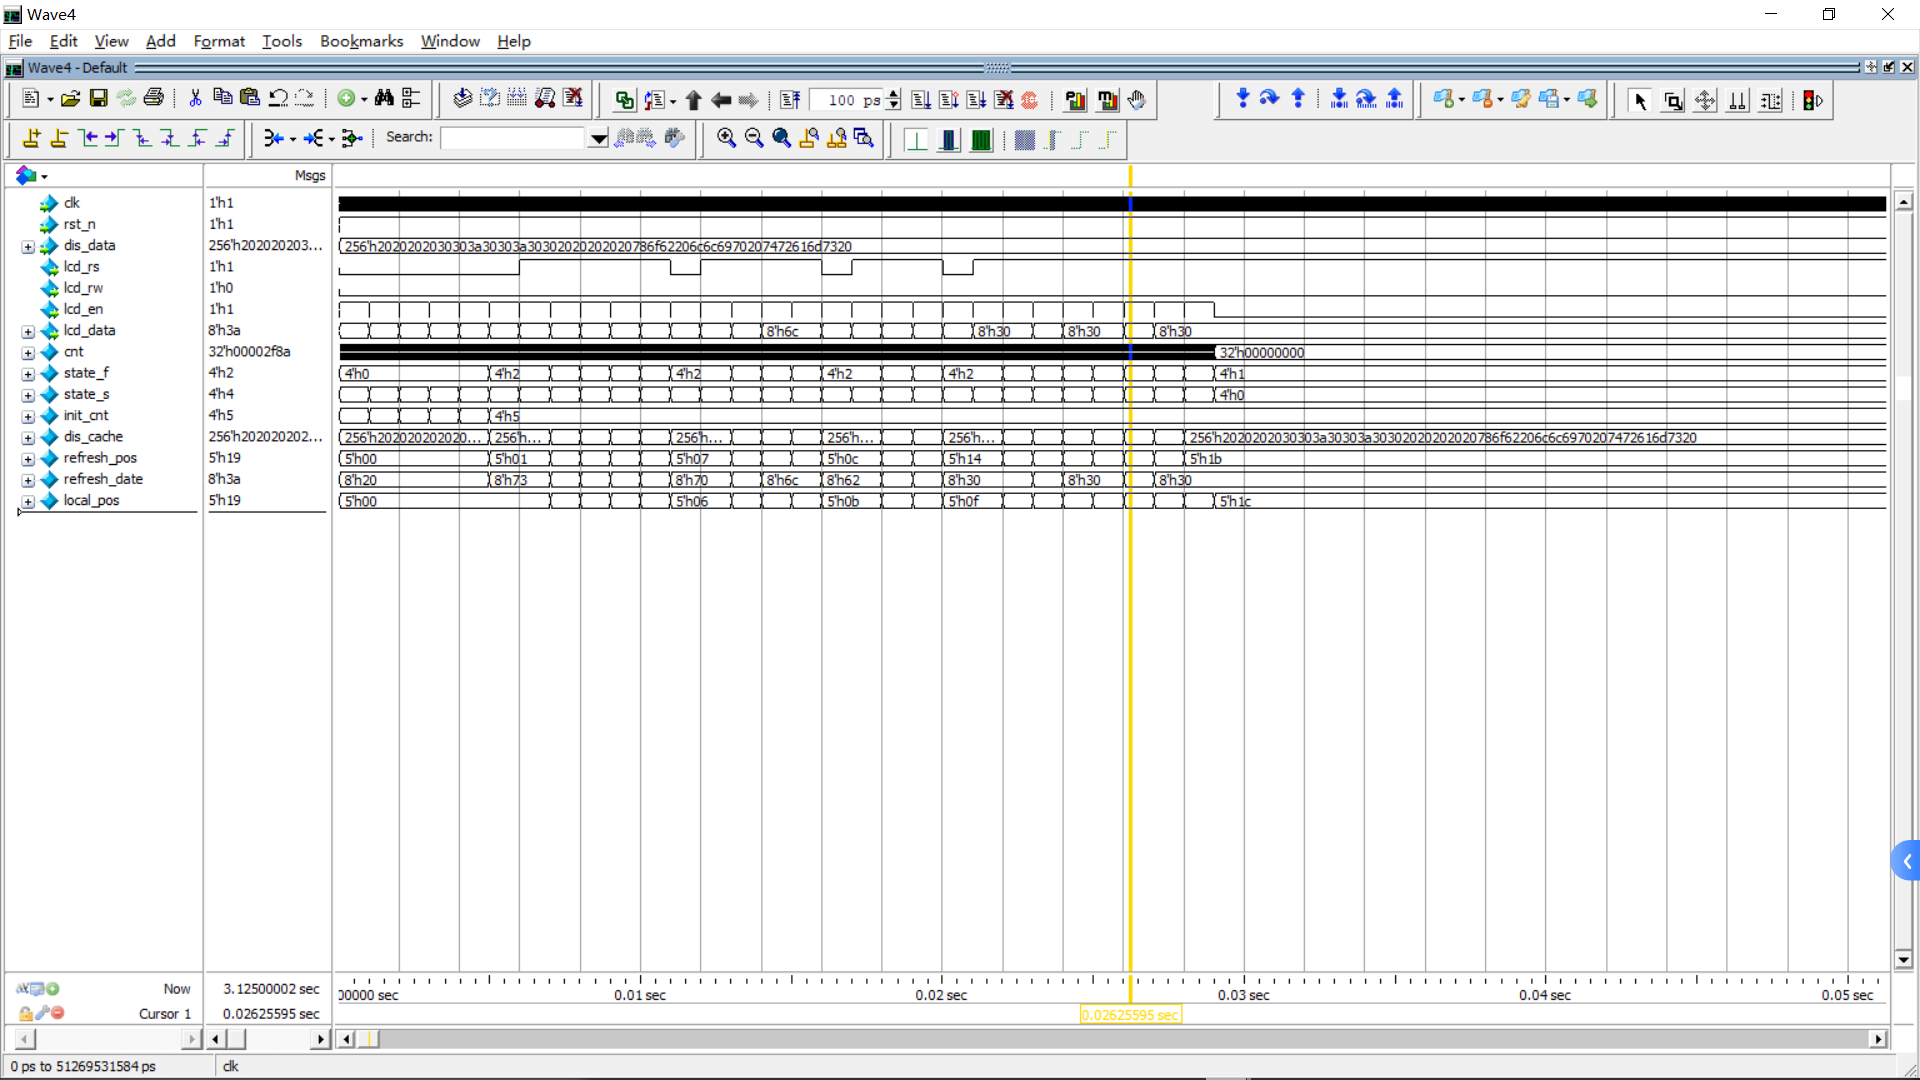 Wave4
File Edit View Add Format Tools Bookmarks Window Help
Wave4 - Default
100 ps
Search:
Msgs
clk 1'h1
rst_n 1'h1
dis_data 256'h202020203... 256'h2020202030303a30303a30302020202020786f62206c6c6970207472616d7320
lcd_rs 1'h1
lcd_rw 1'h0
lcd_en 1'h1
lcd_data 8'h3a 8'h6c 8'h30 8'h30 8'h30
cnt 32'h00002f8a 32'h00000000
state_f 4'h2 4'h0 4'h2 4'h2 4'h2 4'h2 4'h1
state_s 4'h4 4'h0
init_cnt 4'h5 4'h5
dis_cache 256'h202020202... 256'h202020202020... 256'h... 256'h... 256'h... 256'h... 256'h2020202030303a30303a30302020202020786f62206c6c6970207472616d7320
refresh_pos 5'h19 5'h00 5'h01 5'h07 5'h0c 5'h14 5'h1b
refresh_date 8'h3a 8'h20 8'h73 8'h70 8'h6c 8'h62 8'h30 8'h30 8'h30
local_pos 5'h19 5'h00 5'h06 5'h0b 5'h0f 5'h1c
Now 3.12500002 sec 00000 sec 0.01 sec 0.02 sec 0.03 sec 0.04 sec 0.05 sec
Cursor 1 0.02625595 sec 0.02625595 sec
0 ps to 51269531584 ps clk